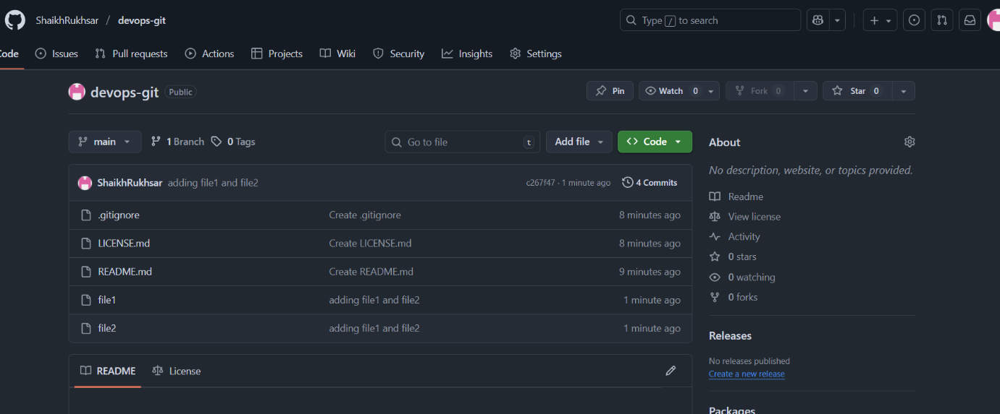 ShaikhRukhsar / devops-git Type / to search
Code Issues Pull requests Actions Projects Wiki Security Insights Settings
devops-git Public Pin Watch 0 Fork 0 Star 0
main 1 Branch 0 Tags Go to file t Add file Code
ShaikhRukhsar adding file1 and file2 c267f47 · 1 minute ago 4 Commits
.gitignore Create .gitignore 8 minutes ago
LICENSE.md Create LICENSE.md 8 minutes ago
README.md Create README.md 9 minutes ago
file1 adding file1 and file2 1 minute ago
file2 adding file1 and file2 1 minute ago
README License
About
No description, website, or topics provided.
Readme
View license
Activity
0 stars
0 watching
0 forks
Releases
No releases published
Create a new release
Packages